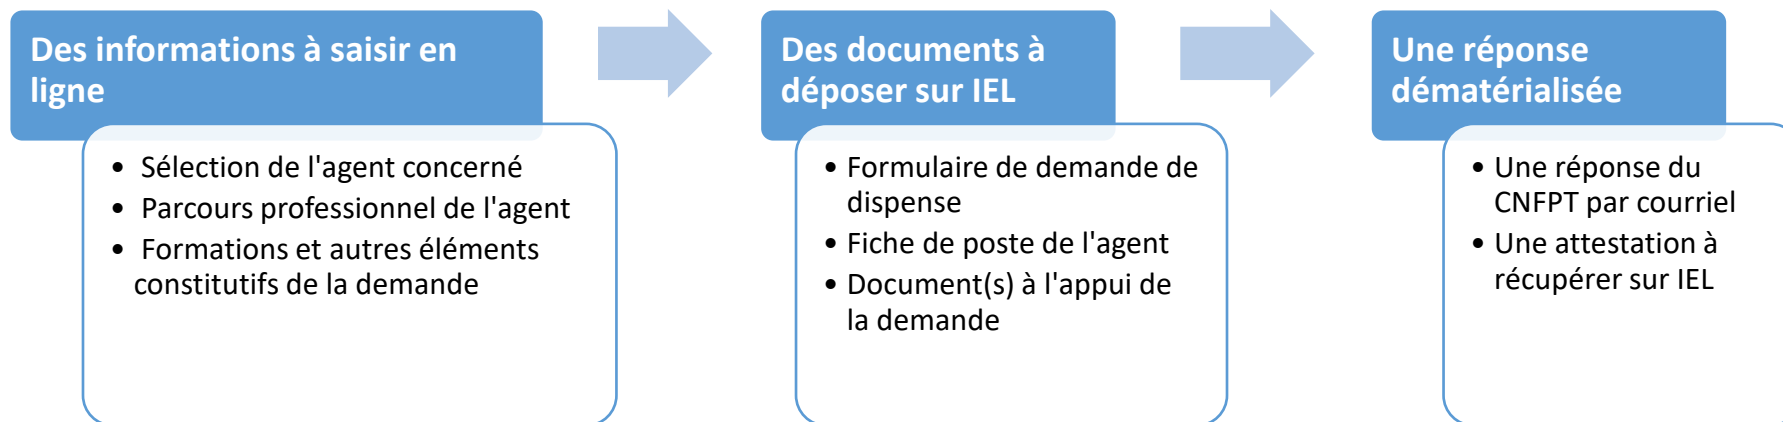 Des informations à saisir en
ligne
• Sélection de l'agent concerné
• Parcours professionnel de l'agent
• Formations et autres éléments
constitutifs de la demande
Des documents à
déposer sur IEL
• Formulaire de demande de
dispense
• Fiche de poste de l'agent
• Document(s) à l'appui de
la demande
Une réponse
dématérialisée
• Une réponse du
CNFPT par courriel
• Une attestation à
récupérer sur IEL